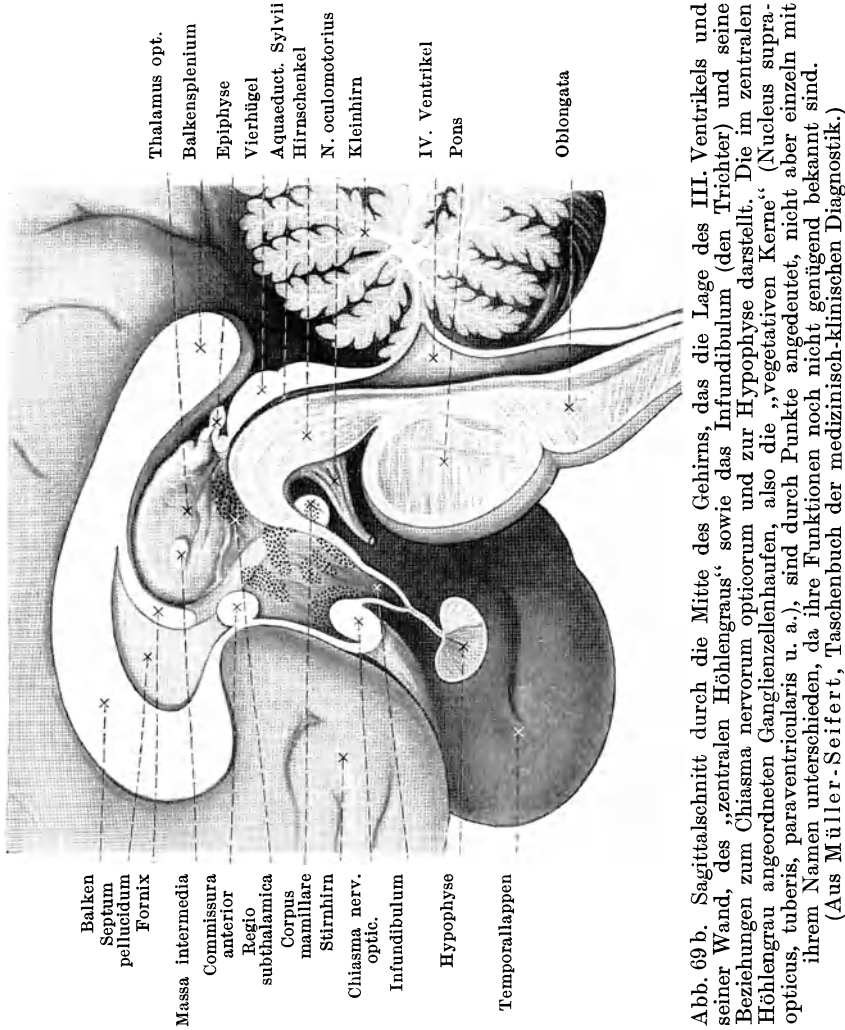 Balken
Septum
pellucidum
Fornix
Massa intermedia
Commissura
anterior
Regio
subthalamica
Corpus
mamillare
Stirnhirn
Chiasma nerv.
optic.
Infundibulum
Hypophyse
Temporallappen
Thalamus opt.
Balkensplenium
Epiphyse
Vierhügel
Aquaeduct. Sylvii
Hirnschenkel
N. oculomotorius
Kleinhirn
IV. Ventrikel
Pons
Oblongata
Abb. 69b. Sagittalschnitt durch die Mitte des Gehirns, das die Lage des III. Ventrikels und
seiner Wand, des „zentralen Höhlengraus“ sowie das Infundibulum (den Trichter) und seine
Beziehungen zum Chiasma nervorum opticorum und zur Hypophyse darstellt. Die im zentralen
Höhlengrau angeordneten Ganglienzellenhaufen, also die „vegetativen Kerne“ (Nucleus supra-
opticus, tuberis, paraventricularis u. a.), sind durch Punkte angedeutet, nicht aber einzeln mit
ihrem Namen unterschieden, da ihre Funktionen noch nicht genügend bekannt sind.
(Aus Müller-Seifert, Taschenbuch der medizinisch-klinischen Diagnostik.)